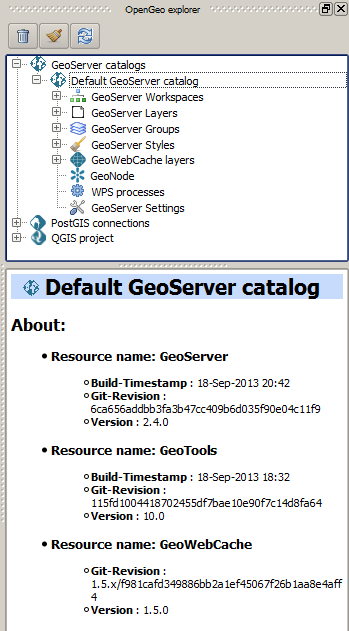 OpenGeo explorer
GeoServer catalogs
Default GeoServer catalog
GeoServer Workspaces
GeoServer Layers
GeoServer Groups
GeoServer Styles
GeoWebCache layers
GeoNode
WPS processes
GeoServer Settings
PostGIS connections
QGIS project
Default GeoServer catalog
About:
Resource name: GeoServer
Build-Timestamp : 18-Sep-2013 20:42
Git-Revision :
6ca656addbb3fa3b47cc409b6d035f90e04c11f9
Version : 2.4.0
Resource name: GeoTools
Build-Timestamp : 18-Sep-2013 18:32
Git-Revision :
115fd1004418702455df7bae10e90f7c14d8fa64
Version : 10.0
Resource name: GeoWebCache
Git-Revision :
1.5.x/f981cafd349886bb2a1ef45067f26b1aa8e4aff
4
Version : 1.5.0